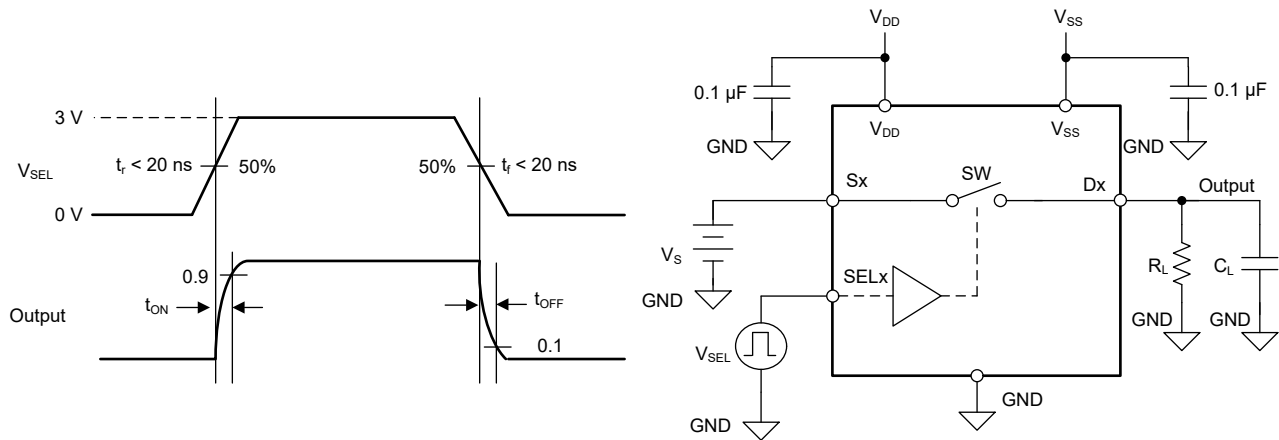 3 V
V_SEL
t_r < 20 ns
50%
50%
t_f < 20 ns
0 V
0.9
t_ON
t_OFF
Output
0.1
V_DD
V_SS
0.1 µF
0.1 µF
GND
V_DD
V_SS
GND
Sx
SW
Dx
Output
V_S
R_L
C_L
GND
SELx
GND
GND
V_SEL
GND
GND